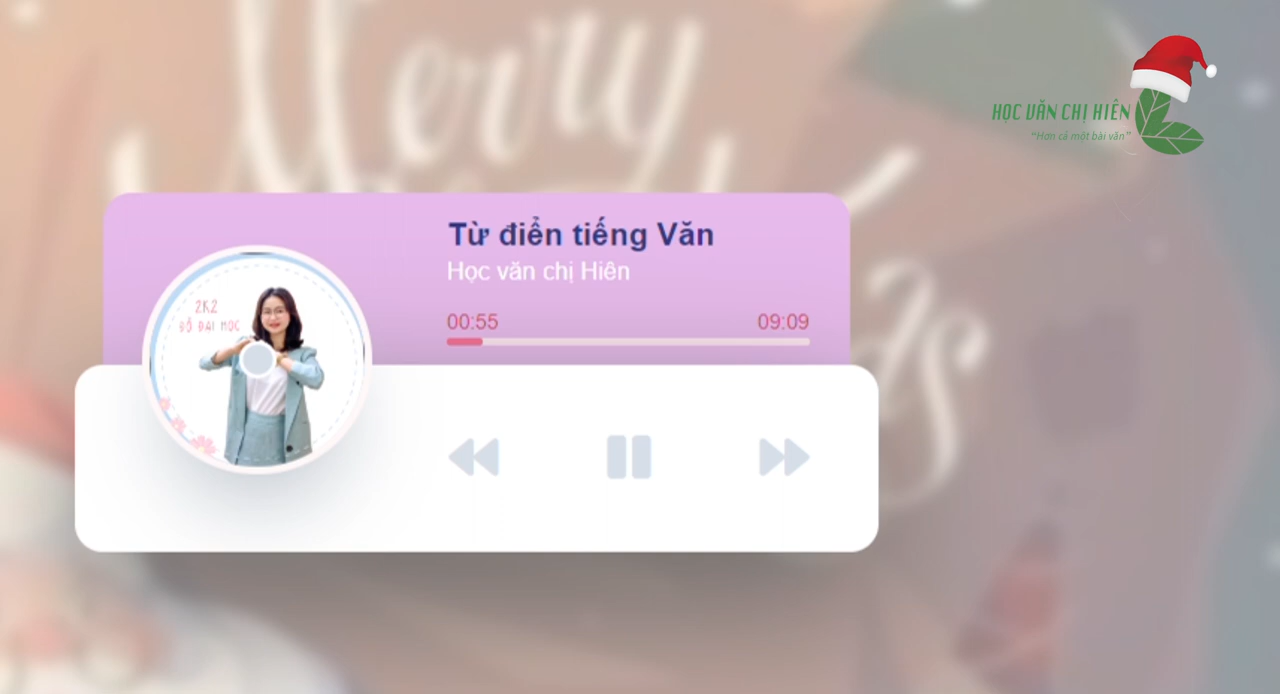 Merry
HỌC VĂN CHỊ HIÊN
"Hơn cả một bài văn"
Từ điển tiếng Văn
Học văn chị Hiên
2K2
ĐỖ ĐẠI HỌC
00:55 09:09